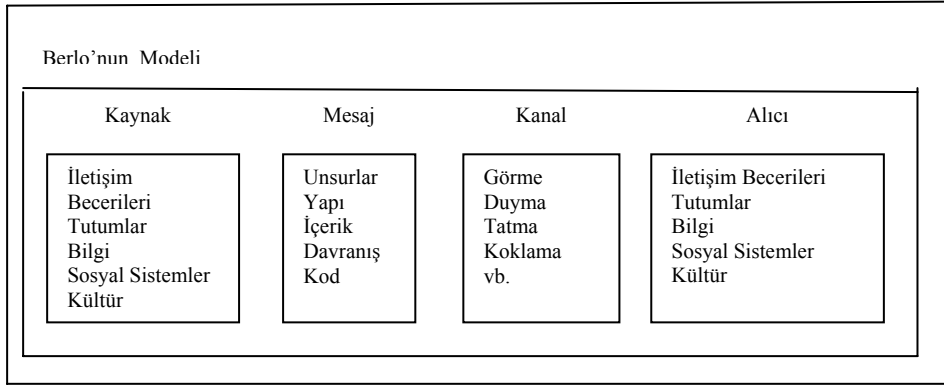 Berlo’nun Modeli
Kaynak
Mesaj
Kanal
Alıcı
İletişim
Becerileri
Tutumlar
Bilgi
Sosyal Sistemler
Kültür
Unsurlar
Yapı
İçerik
Davranış
Kod
Görme
Duyma
Tatma
Koklama
vb.
İletişim Becerileri
Tutumlar
Bilgi
Sosyal Sistemler
Kültür